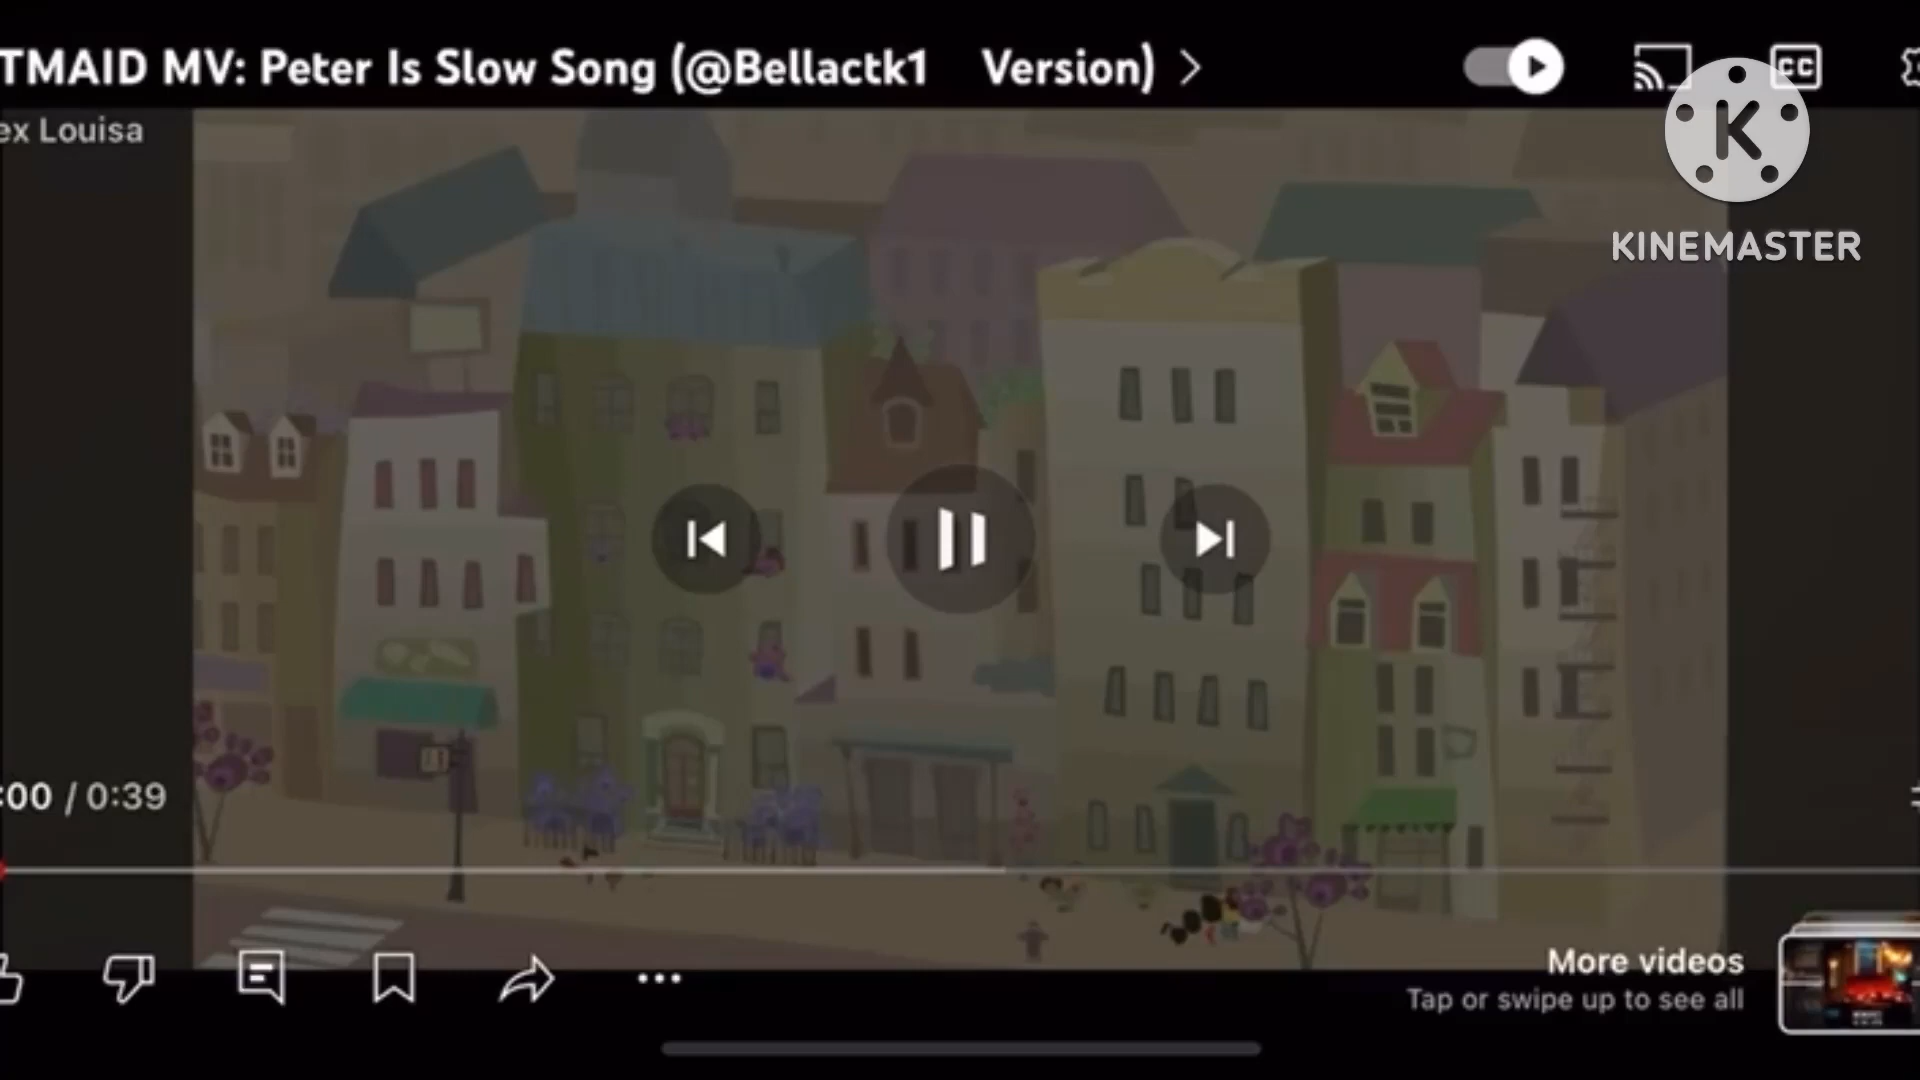 TMAID MV: Peter Is Slow Song (@Bellactk1 Version)
CC
K
ex Louisa
KINEMASTER
:00 / 0:39
More videos
Tap or swipe up to see all